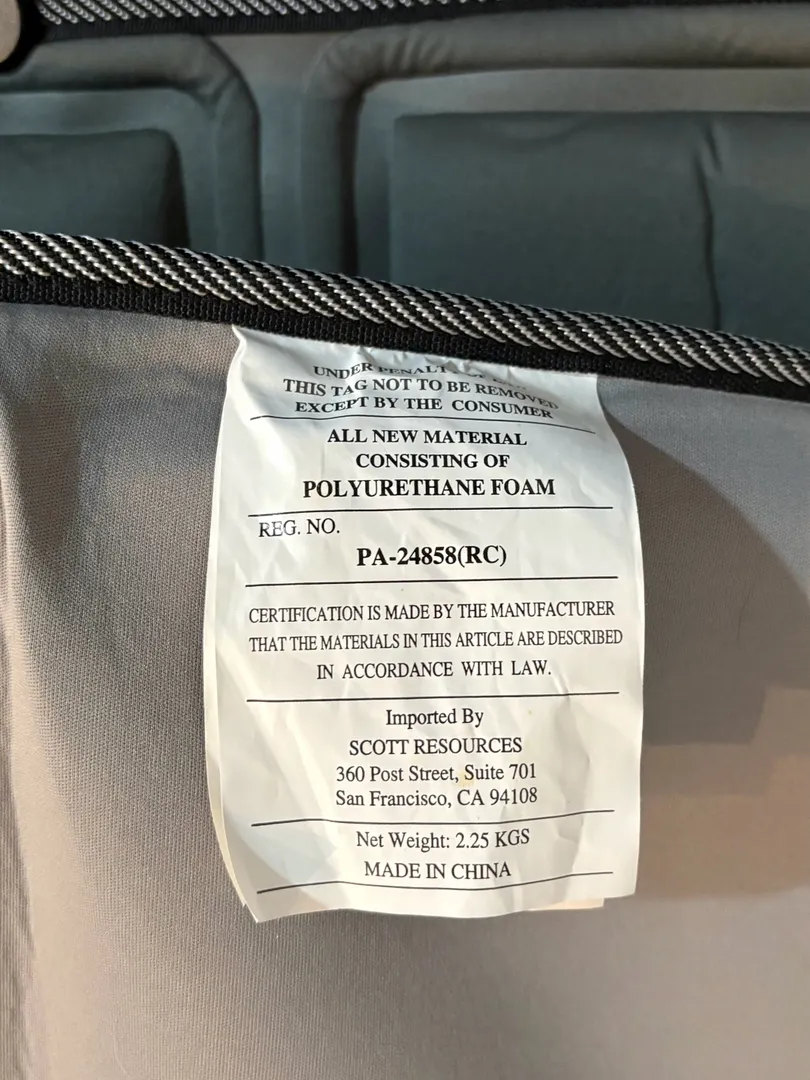 UNDER PENALTY OF
THIS TAG NOT TO BE REMOVED
EXCEPT BY THE CONSUMER
ALL NEW MATERIAL
CONSISTING OF
POLYURETHANE FOAM
REG. NO.
PA-24858(RC)
CERTIFICATION IS MADE BY THE MANUFACTURER
THAT THE MATERIALS IN THIS ARTICLE ARE DESCRIBED
IN ACCORDANCE WITH LAW.
Imported By
SCOTT RESOURCES
360 Post Street, Suite 701
San Francisco, CA 94108
Net Weight: 2.25 KGS
MADE IN CHINA